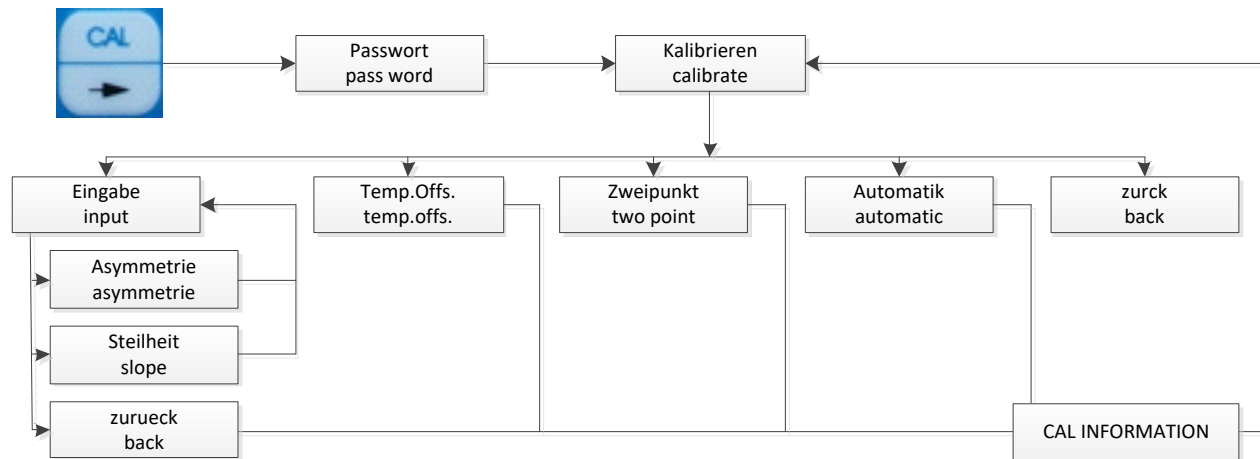 CAL
Passwort
pass word
Kalibrieren
calibrate
Eingabe
input
Temp.Offs.
temp.offs.
Zweipunkt
two point
Automatik
automatic
zurck
back
Asymmetrie
asymmetrie
Steilheit
slope
zurueck
back
CAL INFORMATION